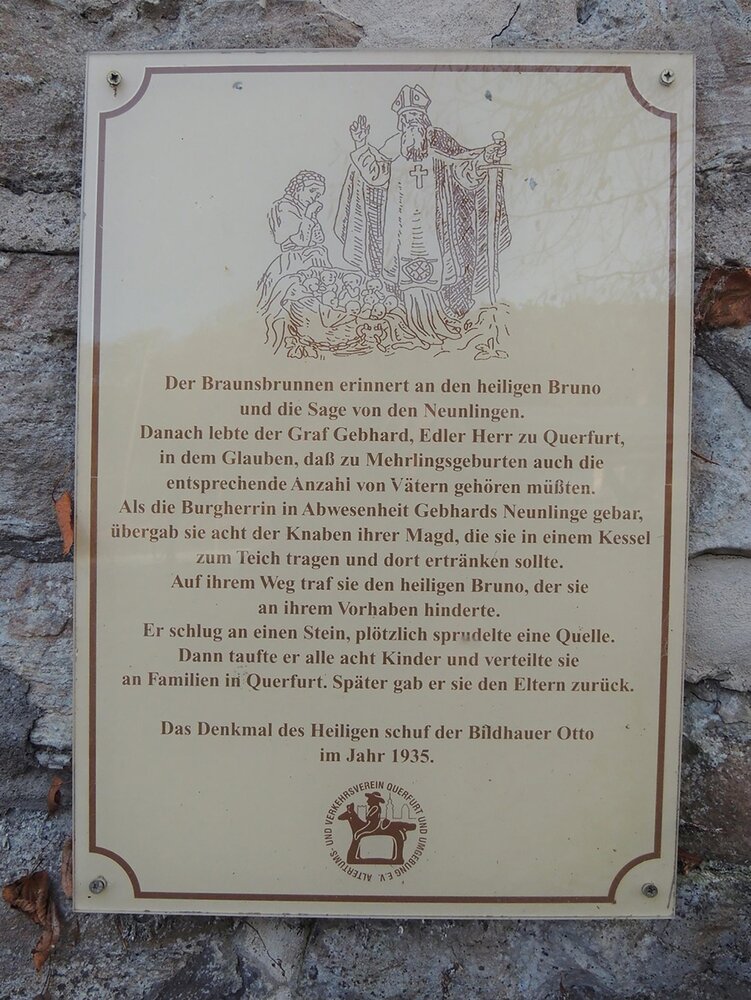 Der Braunsbrunnen erinnert an den heiligen Bruno
und die Sage von den Neunlingen.
Danach lebte der Graf Gebhard, Edler Herr zu Querfurt,
in dem Glauben, daß zu Mehrlingsgeburten auch die
entsprechende Anzahl von Vätern gehören müßten.
Als die Burgherrin in Abwesenheit Gebhards Neunlinge gebar,
übergab sie acht der Knaben ihrer Magd, die sie in einem Kessel
zum Teich tragen und dort ertränken sollte.
Auf ihrem Weg traf sie den heiligen Bruno, der sie
an ihrem Vorhaben hinderte.
Er schlug an einen Stein, plötzlich sprudelte eine Quelle.
Dann taufte er alle acht Kinder und verteilte sie
an Familien in Querfurt. Später gab er sie den Eltern zurück.
Das Denkmal des Heiligen schuf der Bildhauer Otto
im Jahr 1935.
ALTERTUMS- UND VERKEHRSVEREIN QUERFURT UND UMGEBUNG E.V.